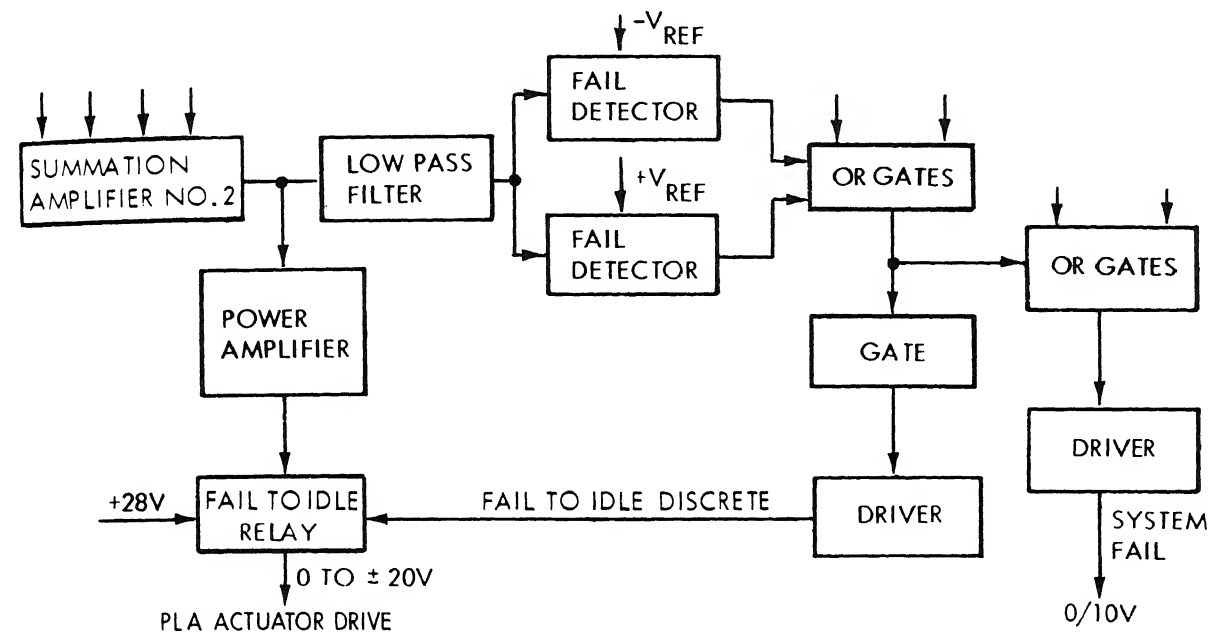 -V REF
FAIL
DETECTOR
SUMMATION
AMPLIFIER NO. 2
LOW PASS
FILTER
+V REF
OR GATES
FAIL
DETECTOR
OR GATES
POWER
AMPLIFIER
GATE
DRIVER
+28V
FAIL TO IDLE
RELAY
FAIL TO IDLE DISCRETE
DRIVER
SYSTEM
FAIL
0 TO ± 20V
PLA ACTUATOR DRIVE
0/10V